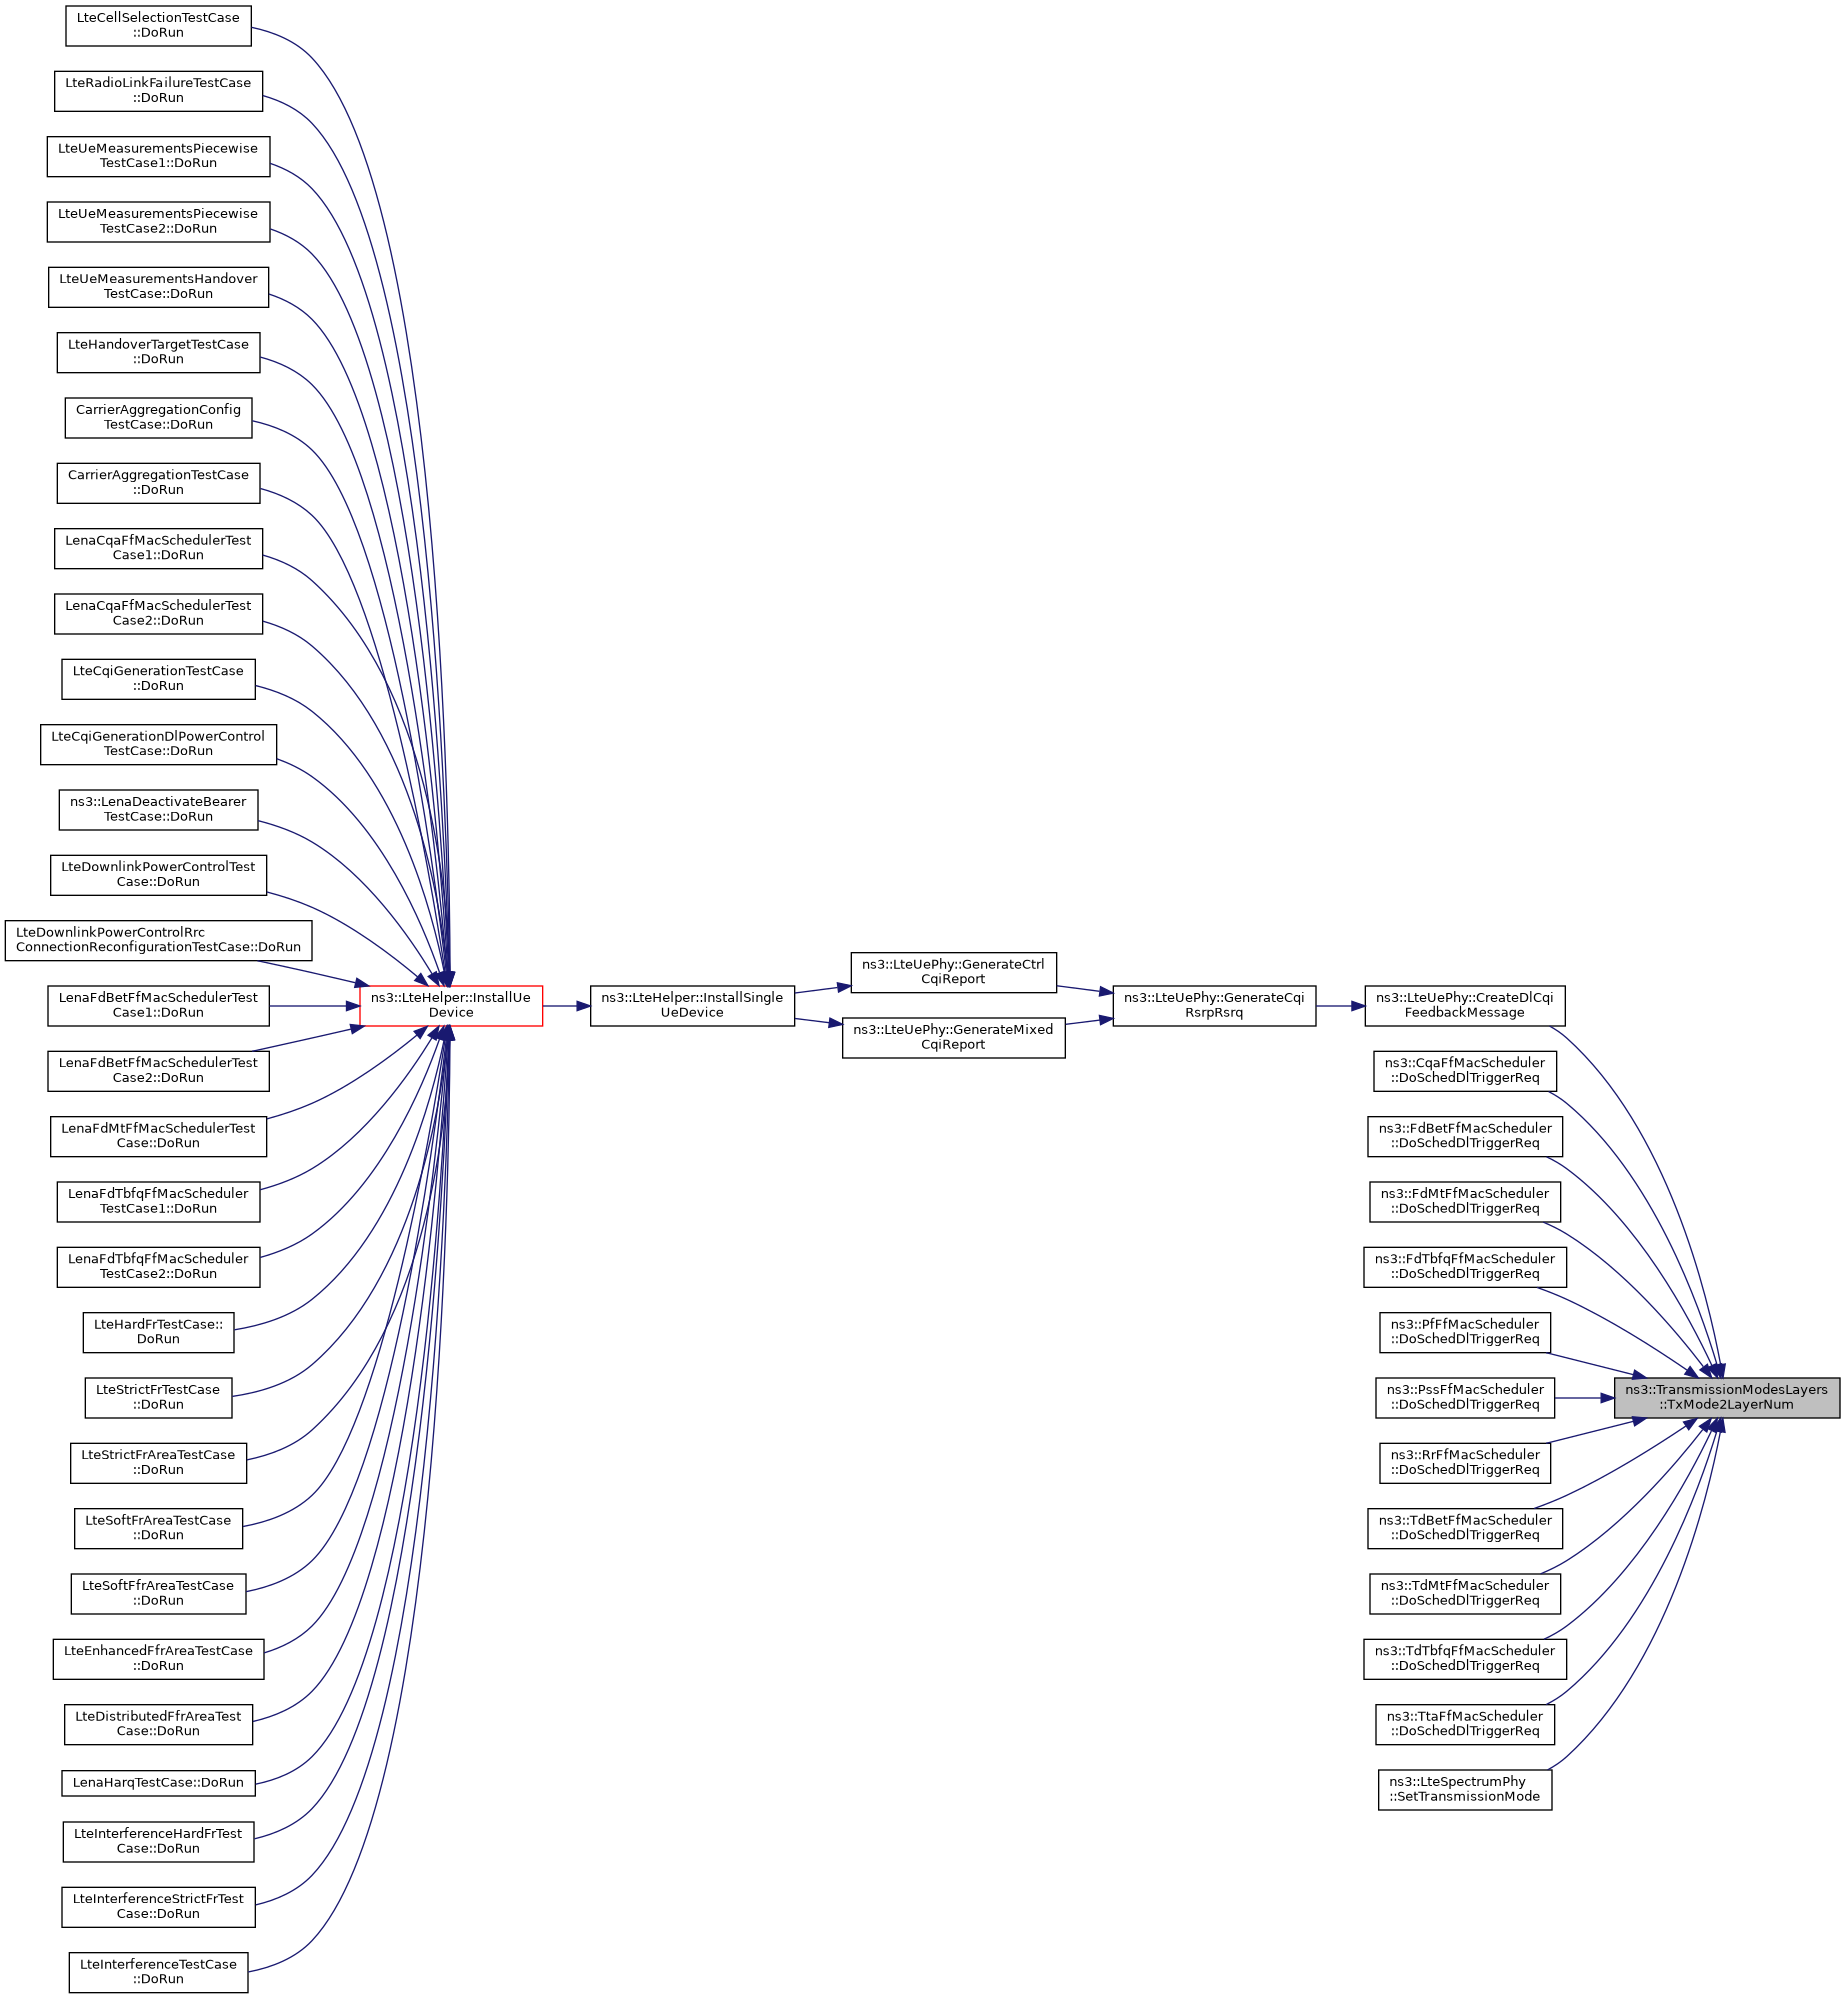 LteCellSelectionTestCase
::DoRun
LteRadioLinkFailureTestCase
::DoRun
LteUeMeasurementsPiecewise
TestCase1::DoRun
LteUeMeasurementsPiecewise
TestCase2::DoRun
LteUeMeasurementsHandover
TestCase::DoRun
LteHandoverTargetTestCase
::DoRun
CarrierAggregationConfig
TestCase::DoRun
CarrierAggregationTestCase
::DoRun
LenaCqaFfMacSchedulerTest
Case1::DoRun
LenaCqaFfMacSchedulerTest
Case2::DoRun
LteCqiGenerationTestCase
::DoRun
LteCqiGenerationDlPowerControl
TestCase::DoRun
ns3::LenaDeactivateBearer
TestCase::DoRun
LteDownlinkPowerControlTest
Case::DoRun
LteDownlinkPowerControlRrc
ConnectionReconfigurationTestCase::DoRun
LenaFdBetFfMacSchedulerTest
Case1::DoRun
LenaFdBetFfMacSchedulerTest
Case2::DoRun
LenaFdMtFfMacSchedulerTest
Case::DoRun
LenaFdTbfqFfMacScheduler
TestCase1::DoRun
LenaFdTbfqFfMacScheduler
TestCase2::DoRun
LteHardFrTestCase::
DoRun
LteStrictFrTestCase
::DoRun
LteStrictFrAreaTestCase
::DoRun
LteSoftFrAreaTestCase
::DoRun
LteSoftFfrAreaTestCase
::DoRun
LteEnhancedFfrAreaTestCase
::DoRun
LteDistributedFfrAreaTest
Case::DoRun
LenaHarqTestCase::DoRun
LteInterferenceHardFrTest
Case::DoRun
LteInterferenceStrictFrTest
Case::DoRun
LteInterferenceTestCase
::DoRun
ns3::LteHelper::InstallUe
Device
ns3::LteHelper::InstallSingle
UeDevice
ns3::LteUePhy::GenerateCtrl
CqiReport
ns3::LteUePhy::GenerateMixed
CqiReport
ns3::LteUePhy::GenerateCqi
RsrpRsrq
ns3::LteUePhy::CreateDlCqi
FeedbackMessage
ns3::CqaFfMacScheduler
::DoSchedDlTriggerReq
ns3::FdBetFfMacScheduler
::DoSchedDlTriggerReq
ns3::FdMtFfMacScheduler
::DoSchedDlTriggerReq
ns3::FdTbfqFfMacScheduler
::DoSchedDlTriggerReq
ns3::PfFfMacScheduler
::DoSchedDlTriggerReq
ns3::PssFfMacScheduler
::DoSchedDlTriggerReq
ns3::RrFfMacScheduler
::DoSchedDlTriggerReq
ns3::TdBetFfMacScheduler
::DoSchedDlTriggerReq
ns3::TdMtFfMacScheduler
::DoSchedDlTriggerReq
ns3::TdTbfqFfMacScheduler
::DoSchedDlTriggerReq
ns3::TtaFfMacScheduler
::DoSchedDlTriggerReq
ns3::LteSpectrumPhy
::SetTransmissionMode
ns3::TransmissionModesLayers
::TxMode2LayerNum